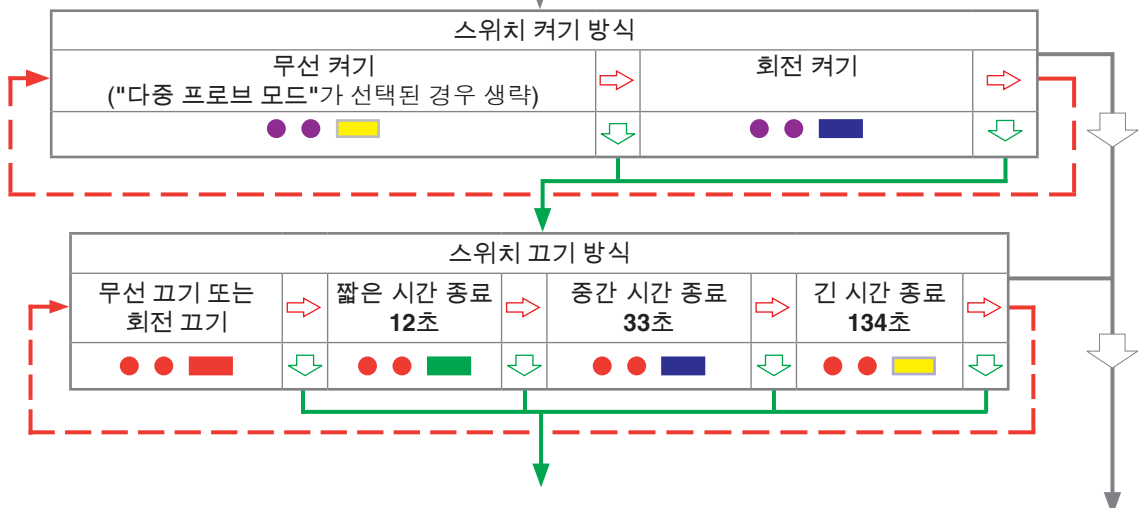 스위치 켜기 방식
무선 켜기
("다중 프로브 모드"가 선택된 경우 생략)
회전 켜기
스위치 끄기 방식
무선 끄기 또는
회전 끄기
짧은 시간 종료
12초
중간 시간 종료
33초
긴 시간 종료
134초